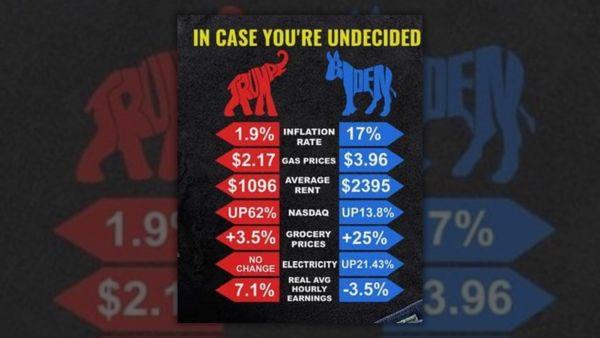 IN CASE YOU'RE UNDECIDED
TRUMP BIDEN
1.9% INFLATION RATE 17%
$2.17 GAS PRICES $3.96
$1096 AVERAGE RENT $2395
UP62% NASDAQ UP13.8%
+3.5% GROCERY PRICES +25%
NO CHANGE ELECTRICITY UP21.43%
7.1% REAL AVG HOURLY EARNINGS -3.5%